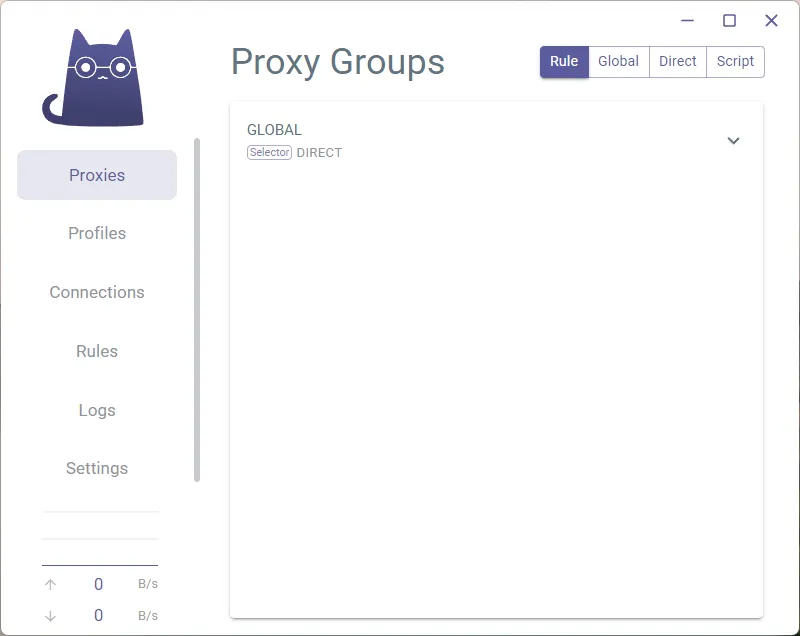 Proxy Groups
Rule Global Direct Script
GLOBAL
Selector DIRECT
Proxies
Profiles
Connections
Rules
Logs
Settings
0 B/s
0 B/s